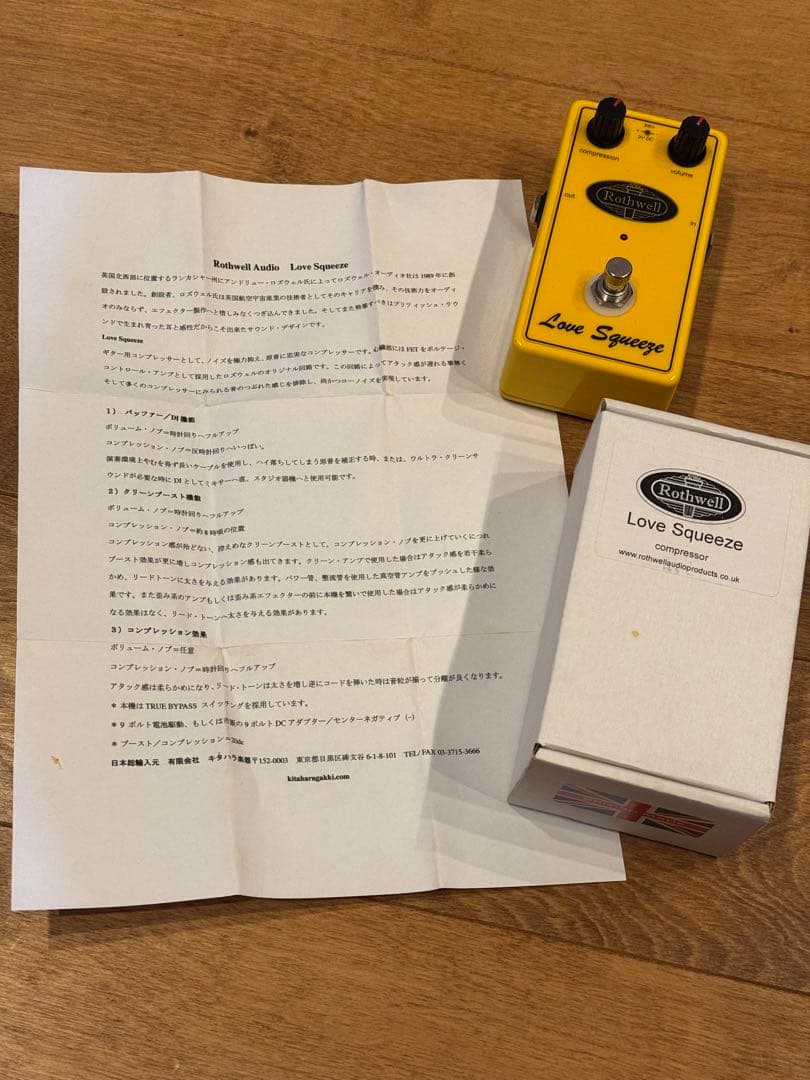 Rothwell Audio Love Squeeze
英国北西部に位置するランカシャー州にアンドリュー・ロズウェル氏によってロズウェル・オーディオ社は1989年に創
設されました。創設者、ロズウェル氏は英国航空宇宙産業の技術者としてそのキャリアを積み、その技術力をオーディ
オのみならず、エフェクター製作へと惜しみなくつぎ込んできました。そしてまた特筆すべきはブリティッシュ・サウ
ンドで生まれ育った耳と感性だからこそ出来たサウンド・デザインです。
Love Squeeze
ギター用コンプレッサーとして、ノイズを極力抑え、原音に忠実なコンプレッサーです。心臓部にはFETをボルテージ・
コントロール・アンプとして採用したロズウェルのオリジナル回路です。この回路によってアタック感が遅れる事無く
そして多くのコンプレッサーにみられる音のつぶれた感じを排除し、尚かつローノイズを実現しています。
1） バッファー／DI機能
ボリューム・ノブ＝時計回りへフルアップ
コンプレッション・ノブ＝反時計回りへいっぱい。
演奏環境上やむを得ず長いケーブルを使用し、ハイ落ちしてしまう原音を補正する時、または、ウルトラ・クリーンサ
ウンドが必要な時にDIとしてミキサーへ直、スタジオ器機へと使用可能です。
2）クリーンブースト機能
ボリューム・ノブ＝時計回りへフルアップ
コンプレッション・ノブ＝約8時頃の位置
コンプレッション感が殆どない、控えめなクリーンブーストとして。コンプレッション・ノブを更に上げていくにつれ
ブースト効果が更に増しコンプレッション感も出てきます。クリーン・アンプで使用した場合はアタック感を若干柔ら
かめ、リードトーンに太さを与える効果があります。パワー管、整流管を使用した真空管アンプをプッシュした様な効
果です。また歪み系のアンプもしくは歪み系エフェクターの前に本機を繋いで使用した場合はアタック感が柔らかめに
なる効果はなく、リード・トーンへ太さを与える効果があります。
3）コンプレッション効果
ボリューム・ノブ＝任意
コンプレッション・ノブ＝時計回りへフルアップ
アタック感は柔らかめになり、リード・トーンは太さを増し逆にコードを弾いた時は音粒が揃って分離が良くなります。
＊本機はTRUE BYPASS スイッチングを採用しています。
＊9ボルト電池駆動、もしくは市販の9ボルトDCアダプター／センターネガティブ（−）
＊ブースト／コンプレッション＝20db
日本総輸入元 有限会社 キタハラ楽器〒152-0003 東京都目黒区碑文谷6-1-8-101 TEL/FAX 03-3715-3666
kitaharagakki.com
9V DC
compression
volume
out
in
Rothwell
Love Squeeze
Rothwell
Love Squeeze
compressor
www.rothwellaudioproducts.co.uk